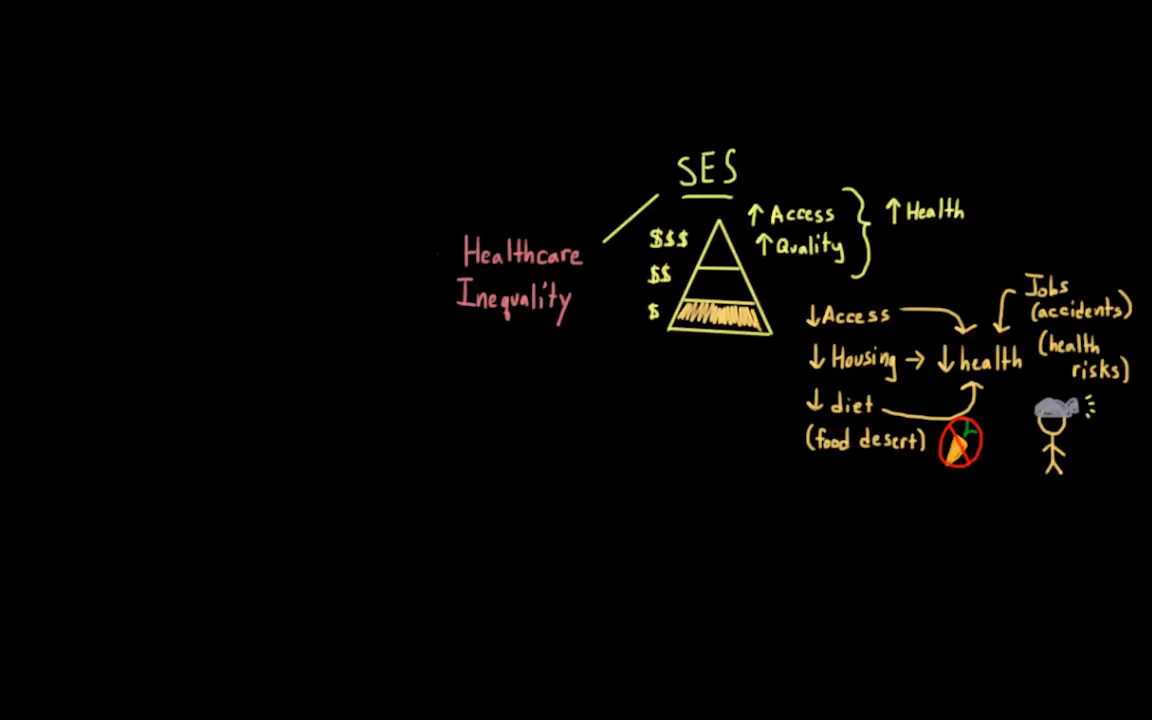 SES
Healthcare
Inequality
$$$
$$
$
↑ Access
↑ Quality
↑ Health
↓ Access
↓ Housing → ↓ health
↓ diet
(food desert)
Jobs
(accidents)
(health
risks)